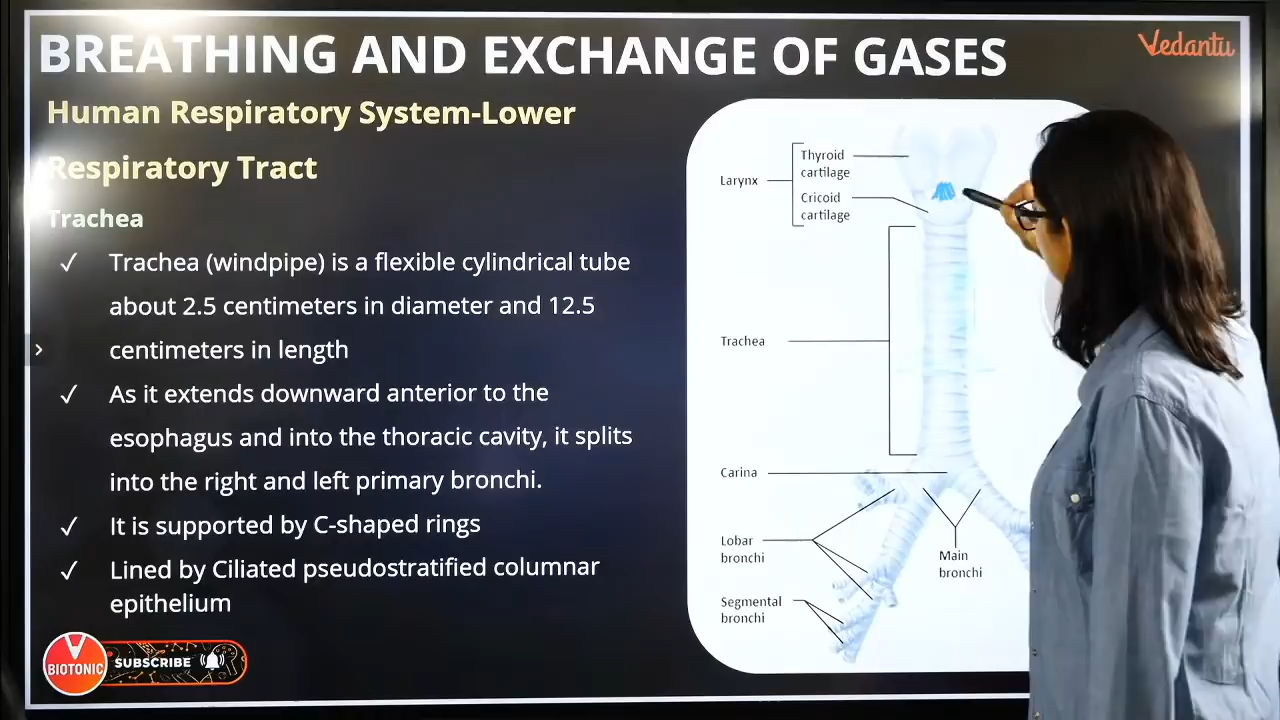 BREATHING AND EXCHANGE OF GASES
Vedantu
Human Respiratory System-Lower
Respiratory Tract
Trachea
✓ Trachea (windpipe) is a flexible cylindrical tube
about 2.5 centimeters in diameter and 12.5
centimeters in length
✓ As it extends downward anterior to the
esophagus and into the thoracic cavity, it splits
into the right and left primary bronchi.
✓ It is supported by C-shaped rings
✓ Lined by Ciliated pseudostratified columnar
epithelium
Larynx
Thyroid
cartilage
Cricoid
cartilage
Trachea
Carina
Lobar
bronchi
Main
bronchi
Segmental
bronchi
V
BIOTONIC
SUBSCRIBE